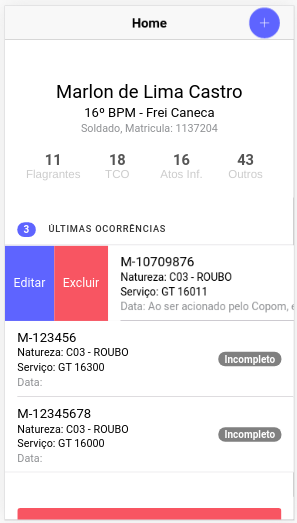 Home
+
Marlon de Lima Castro
16º BPM - Frei Caneca
Soldado, Matricula: 1137204
11 18 16 43
Flagrantes TCO Atos Inf. Outros
3 ÚLTIMAS OCORRÊNCIAS
Editar Excluir
M-10709876
Natureza: C03 - ROUBO
Serviço: GT 16011
Data: Ao ser acionado pelo Copom, e
M-123456
Natureza: C03 - ROUBO
Serviço: GT 16300
Data:
Incompleto
M-12345678
Natureza: C03 - ROUBO
Serviço: GT 16000
Data:
Incompleto